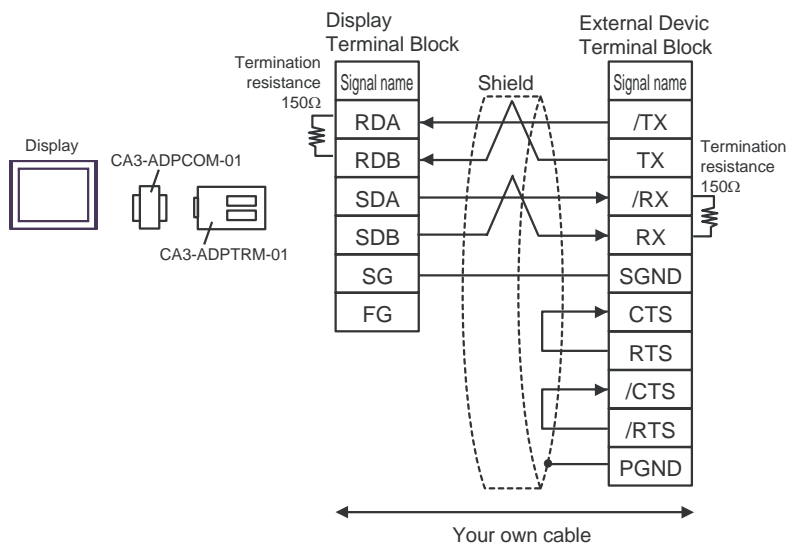 Display
Terminal Block
External Devic
Terminal Block
Termination
resistance
150Ω
Signal name
Shield
Signal name
RDA
/TX
Display
CA3-ADPCOM-01
RDB
TX
Termination
resistance
150Ω
SDA
/RX
SDB
RX
CA3-ADPTRM-01
SG
SGND
FG
CTS
RTS
/CTS
/RTS
PGND
Your own cable